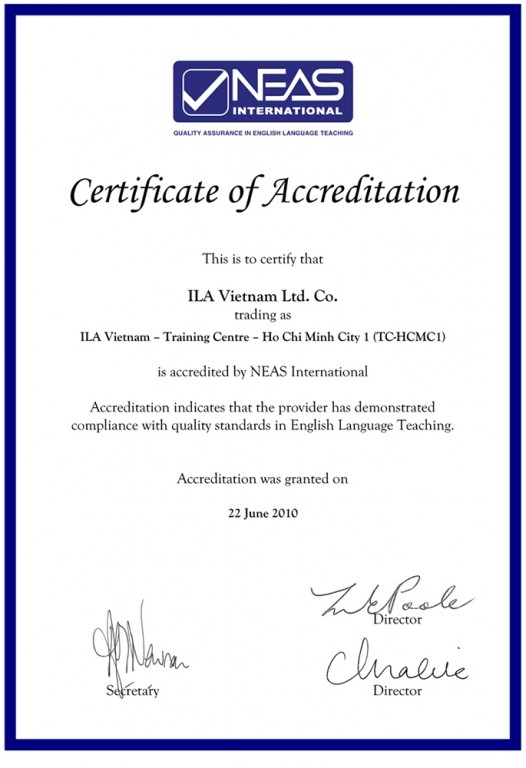 NEAS
INTERNATIONAL
QUALITY ASSURANCE IN ENGLISH LANGUAGE TEACHING
Certificate of Accreditation
This is to certify that
ILA Vietnam Ltd. Co.
trading as
ILA Vietnam – Training Centre – Ho Chi Minh City 1 (TC-HCMC1)
is accredited by NEAS International
Accreditation indicates that the provider has demonstrated
compliance with quality standards in English Language Teaching.
Accreditation was granted on
22 June 2010
Poole
Director
Secretary
Director